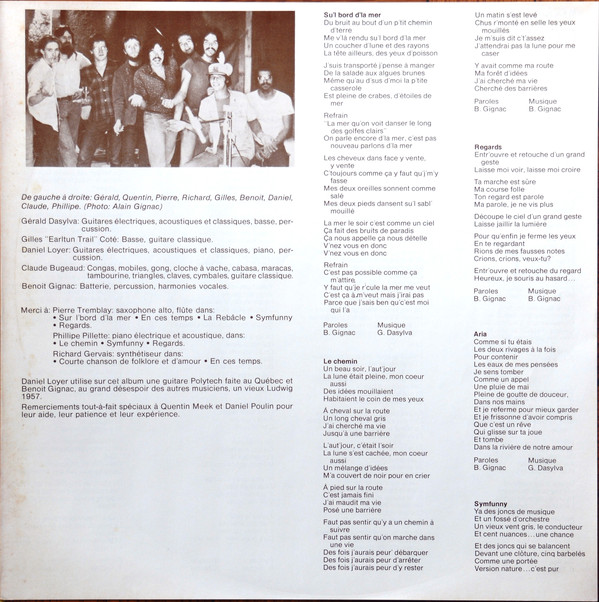 De gauche à droite: Gérald, Quentin, Pierre, Richard, Gilles, Benoit, Daniel,
Claude, Phillipe. (Photo: Alain Gignac)
Gérald Dasylva: Guitares électriques, acoustiques et classiques, basse, per-
cussion.
Gilles "Earltun Trail" Coté: Basse, guitare classique.
Daniel Loyer: Guitares électriques, acoustiques et classiques, piano, per-
cussion.
Claude Bugeaud: Congas, mobiles, gong, cloche à vache, cabasa, maracas,
tambourine, triangles, claves, cymbales, guitare classique.
Benoit Gignac: Batterie, percussion, harmonies vocales.
Merci à: Pierre Tremblay: saxophone alto, flûte dans:
• Sur l'bord d'la mer • En ces temps • La Rebâcle • Symfunny
• Regards.
Phillipe Pillette: piano électrique et acoustique, dans:
• Le chemin • Symfunny • Regards.
Richard Gervais: synthétiseur dans:
• Courte chanson de folklore et d'amour • En ces temps.
Daniel Loyer utilise sur cet album une guitare Polytech faite au Québec et
Benoit Gignac, au grand désespoir des autres musiciens, un vieux Ludwig
1957.
Remerciements tout-à-fait spéciaux à Quentin Meek et Daniel Poulin pour
leur aide, leur patience et leur expérience.
Su'l bord d'la mer
Du bruit au bout d'un p'tit chemin
d'terre
Me v'là rendu su'l bord d'la mer
Un coucher d'lune et des rayons
La tête ailleurs, des yeux d'poisson
J'suis transporté j'pense à manger
De la salade aux algues brunes
Même qu'au d'sus d'moi la p'tite
casserole
Est pleine de crabes, d'étoiles de
mer
Refrain
"La mer qu'on voit danser le long
des golfes clairs"
On parle encore d'la mer, c'est pas
nouveau parlons d'la mer
Les cheveux dans face y vente,
y vente
C'toujours comme ça y faut qu'j'm'y
fasse
Mes deux oreilles sonnent comme
salé
Mes deux pieds dansent su'l sabl'
mouillé
La mer le soir c'est comme un ciel
Ça fait des bruits de paradis
Ça nous appelle ça nous dételle
V'nez vous en donc
V'nez vous en donc
Refrain
C'est pas possible comme ça
m'attire
Y faut qu'je r'cule la mer me veut
C'est ça à m'veut mais j'irai pas
Parce que j'sais ben qu'c'est moi
qui l'a
Paroles Musique
B. Gignac G. Dasylva
Le chemin
Un beau soir, l'aut'jour
La lune était pleine, mon coeur
aussi
Des idées mouillaient
Habitaient le coin de mes yeux
À cheval sur la route
Un long cheval gris
J'ai cherché ma vie
Jusqu'à une barrière
L'aut'jour, c'était l'soir
La lune s'est cachée, mon coeur
aussi
Un mélange d'idées
M'a couvert de noir pour en crier
À pied sur la route
C'est jamais fini
J'ai maudit ma vie
Posé une barrière
Faut pas sentir qu'y a un chemin à
suivre
Faut pas sentir qu'on marche dans
une vie
Des fois j'aurais peur' débarquer
Des fois j'aurais peur d'arrêter
Des fois j'aurais peur d'y rester
Un matin s'est levé
Chus r'monté en selle les yeux
mouillés
Je m'suis dit c't'assez
J'attendrai pas la lune pour me
caser
Y avait comme ma route
Ma forêt d'idées
J'ai cherché ma vie
Cherché des barrières
Paroles Musique
B. Gignac B. Gignac
Regards
Entr'ouvre et retouche d'un grand
geste
Laisse moi voir, laisse moi croire
Ta marche est sûre
Ma course folle
Ton regard est parole
Ma parole, je ne vis plus
Découpe le ciel d'un grand geste
Laisse jaillir la lumière
Pour qu'enfin je ferme les yeux
En te regardant
Rions de mes fausses notes
Crions, crions, veux-tu?
Entr'ouvre et retouche du regard
Heureux, je souris au hasard....
Paroles Musique
B. Gignac B. Gignac
Aria
Comme si tu étais
Les deux rivages à la fois
Pour contenir
Les eaux de mes pensées
Je sens tomber
Comme un appel
Une pluie de mai
Pleine de goutte de douceur,
Dans nos mains
Et je referme pour mieux garder
Et je frissonne d'avoir compris
Que c'est un rêve
Qui glisse sur ta joue
Et tombe
Dans la rivière de notre amour
Paroles Musique
B. Gignac G. Dasylva
Symfunny
Ya des joncs de musique
Et un fossé d'orchestre
Un vieux vent gris, le conducteur
Et cent nuances...une chance
Et des joncs qui se balancent
Devant une clôture, cinq barbelés
Comme une portée
Version nature...c'est pur